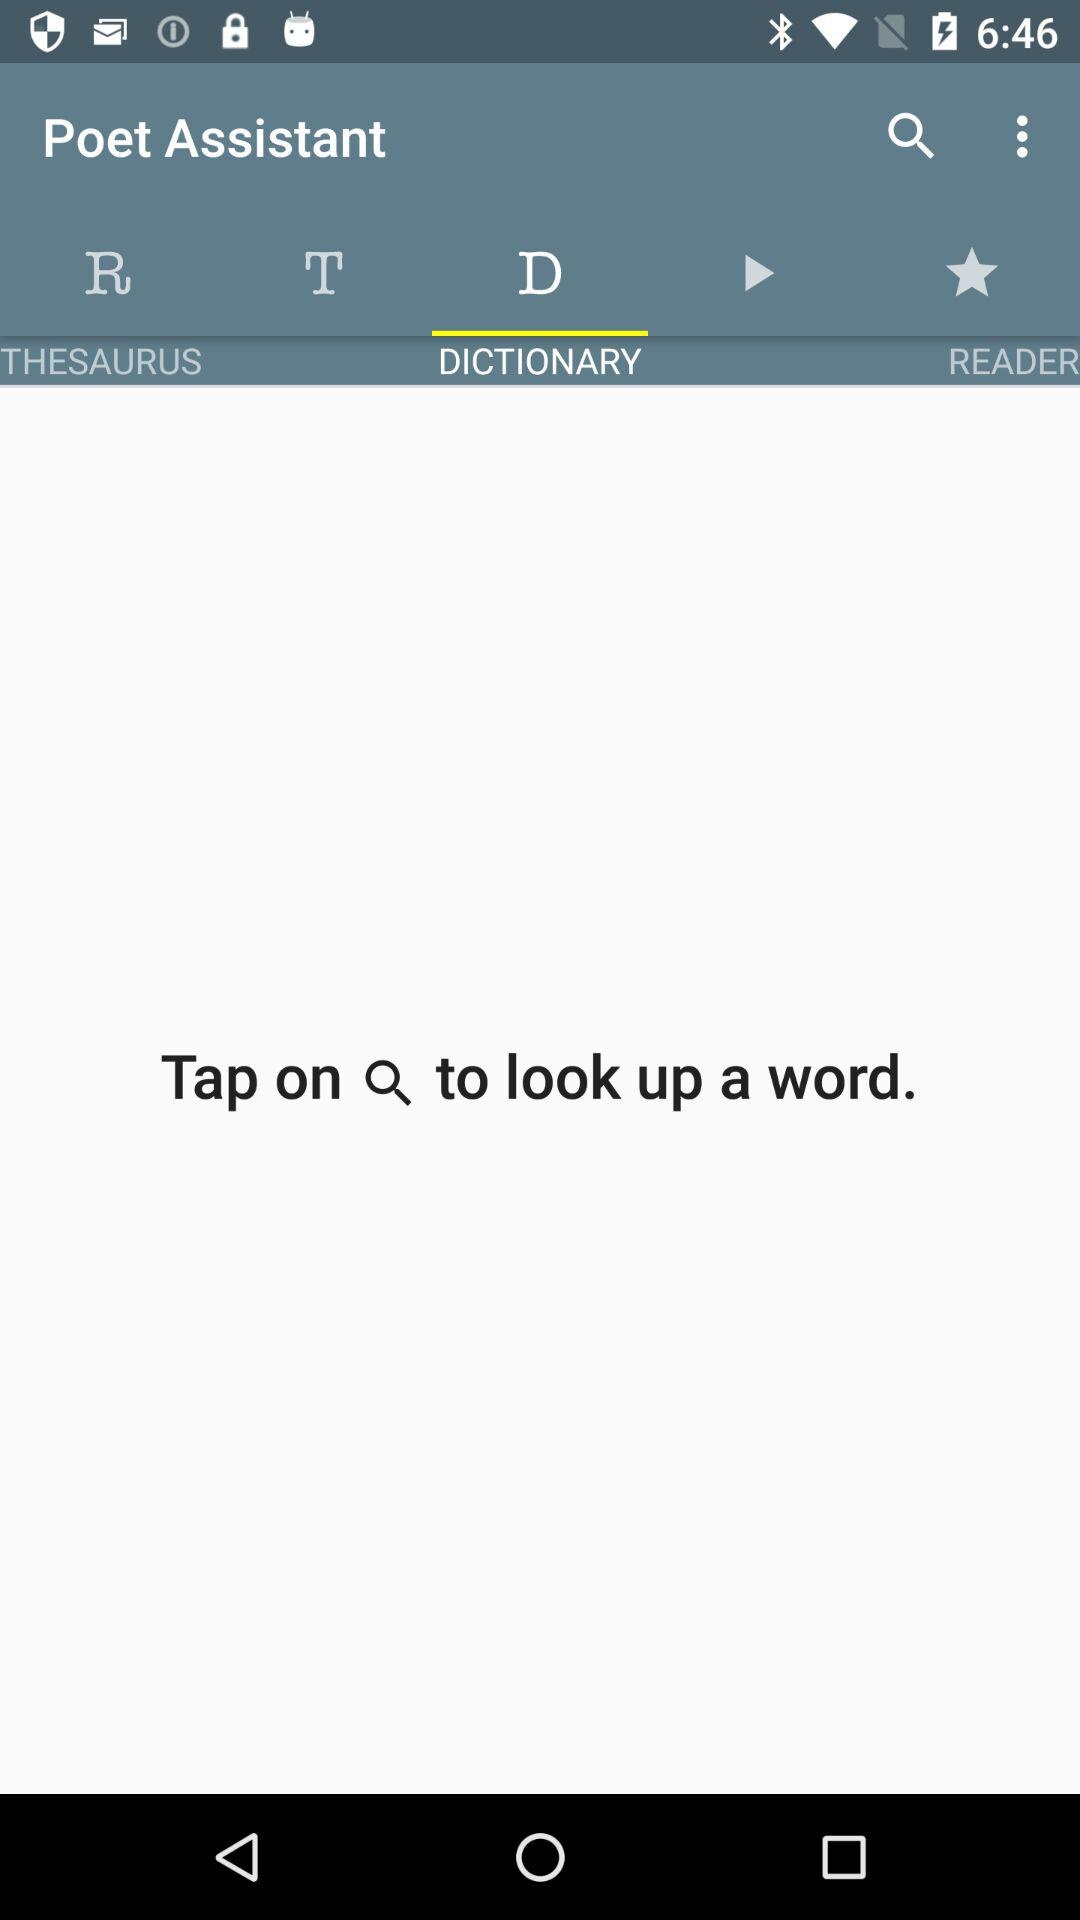 6:46
Poet Assistant
R T D
THESAURUS DICTIONARY READER
Tap on to look up a word.